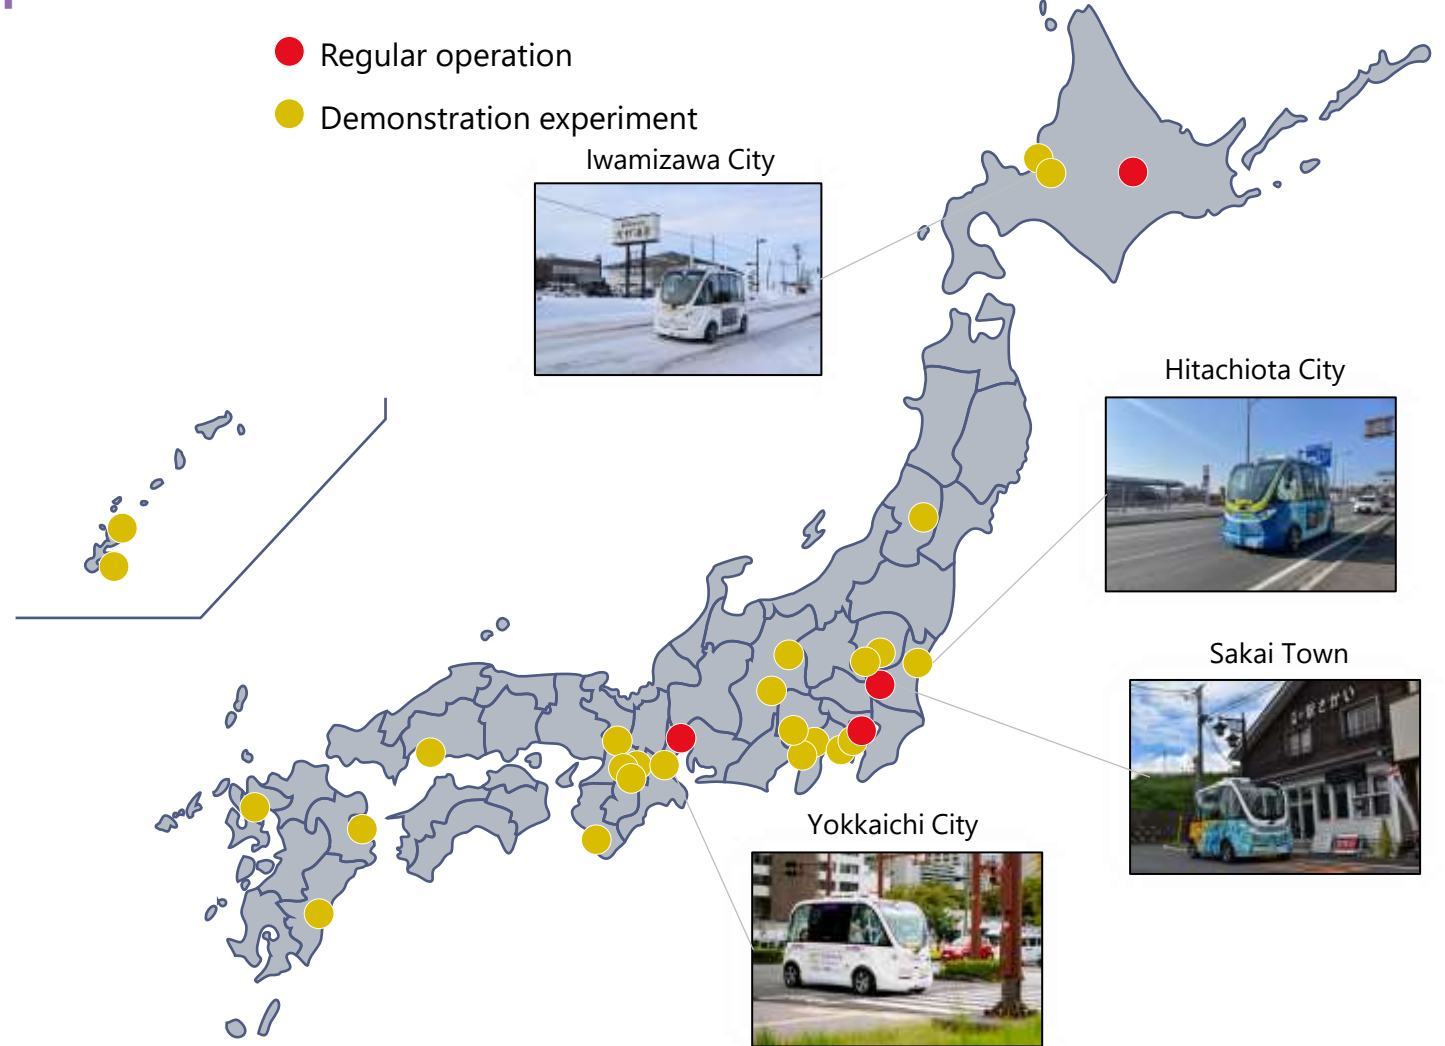 Regular operation
Demonstration experiment
Iwamizawa City
Hitachiota City
Sakai Town
Yokkaichi City